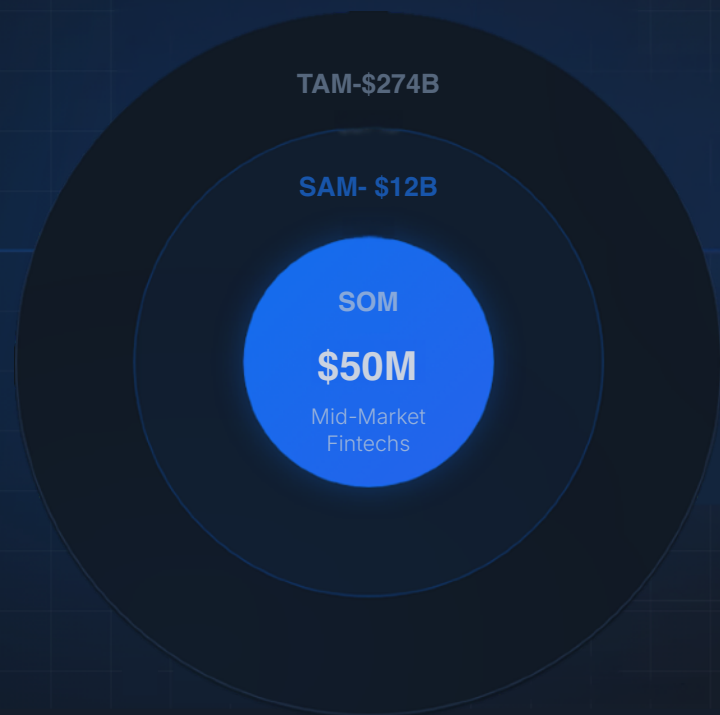 TAM-$274B
SAM- $12B
SOM
$50M
Mid-Market
Fintechs